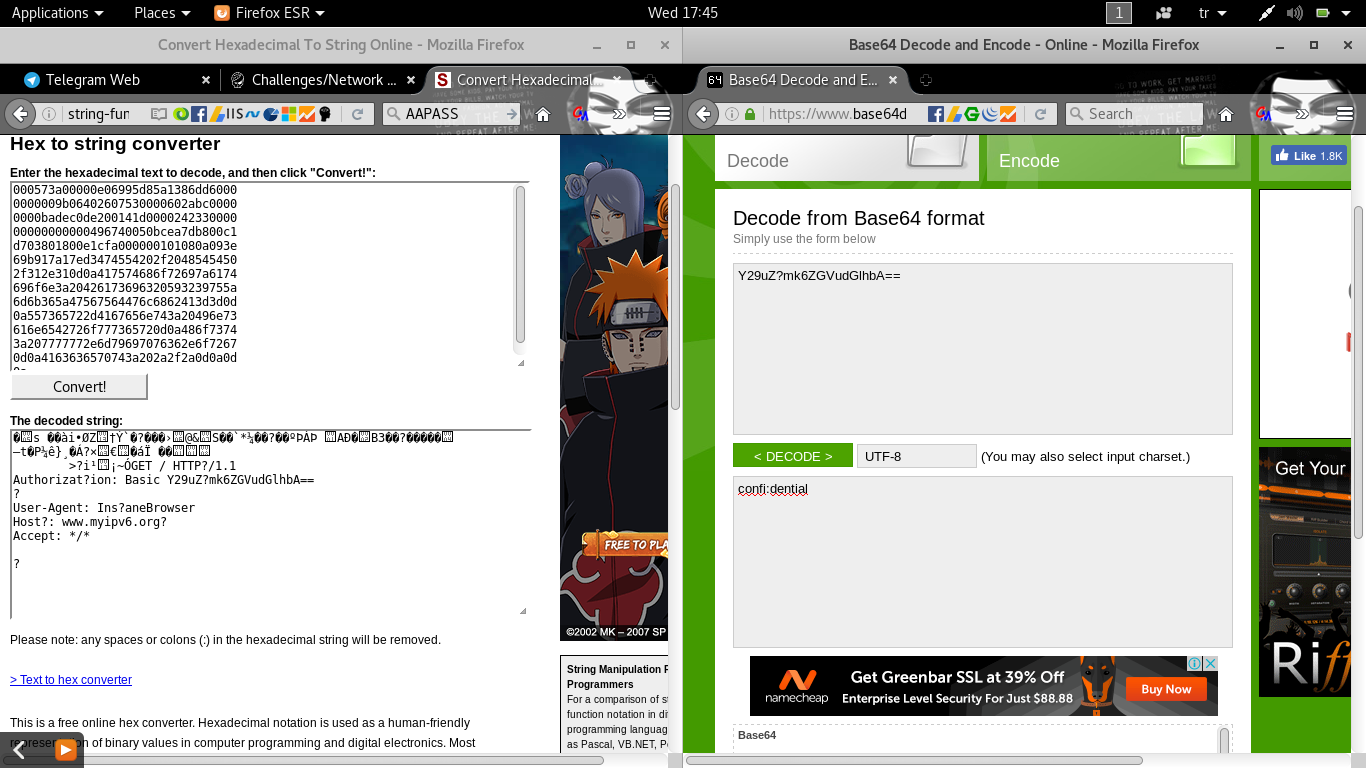 Applications Places Firefox ESR Wed 17:45 1 tr
Convert Hexadecimal To String Online - Mozilla Firefox
Telegram Web Challenges/Network ... Convert Hexadecimal...
string-fun IIS AAPASS
Hex to string converter
Enter the hexadecimal text to decode, and then click "Convert!":
000573a00000e06995d85a1386dd6000
0000009b06402607530000602abc0000
0000badec0de200141d0000242330000
00000000000496740050bcea7db800c1
d703801800e1cfa000000101080a093e
69b917a17ed3474554202f2048545450
2f312e310d0a417574686f72697a6174
696f6e3a20426173696320593239755a
6d6b365a47567564476c6862413d3d0d
0a557365722d4167656e743a20496e73
616e6542726f777365720d0a486f7374
3a207777772e6d79697076362e6f7267
0d0a4163636570743a202a2f2a0d0a0d
Convert!
The decoded string:
GET / HTTP?/1.1
Authorizat?ion: Basic Y29uZ?mk6ZGVudGlhbA==
?
User-Agent: Ins?aneBrowser
Host?: www.myipv6.org?
Accept: */*
?
Please note: any spaces or colons (:) in the hexadecimal string will be removed.
> Text to hex converter
This is a free online hex converter. Hexadecimal notation is used as a human-friendly
representation of binary values in computer programming and digital electronics. Most
FREE TO PLA
©2002 MK – 2007 SP
String Manipulation F
Programmers
For a comparison of st
function notation in di
programming languag
as Pascal, VB.NET, Pe
Base64 Decode and Encode - Online - Mozilla Firefox
Base64 Decode and E...
https://www.base64d Search
Decode Encode
Like 1.8K
Decode from Base64 format
Simply use the form below
Y29uZ?mk6ZGVudGlhbA==
< DECODE > UTF-8 (You may also select input charset.)
confi:dential
Get Greenbar SSL at 39% Off
namecheap Enterprise Level Security For Just $88.88 Buy Now
Base64
Get Your
Riff